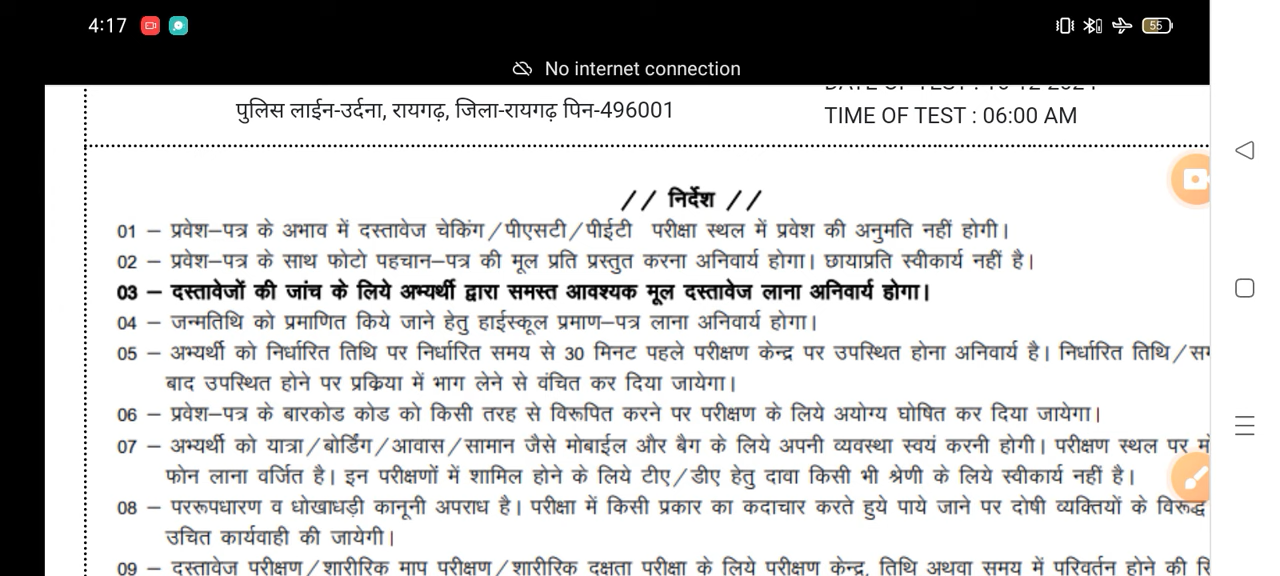 4:17
55
No internet connection
पुलिस लाईन-उर्दना, रायगढ़, जिला-रायगढ़ पिन-496001
TIME OF TEST : 06:00 AM
// निर्देश //
01 – प्रवेश–पत्र के अभाव में दस्तावेज चेकिंग/पीएसटी/पीईटी परीक्षा स्थल में प्रवेश की अनुमति नहीं होगी।
02 – प्रवेश–पत्र के साथ फोटो पहचान–पत्र की मूल प्रति प्रस्तुत करना अनिवार्य होगा। छायाप्रति स्वीकार्य नहीं है।
03 – दस्तावेजों की जांच के लिये अभ्यर्थी द्वारा समस्त आवश्यक मूल दस्तावेज लाना अनिवार्य होगा।
04 – जन्मतिथि को प्रमाणित किये जाने हेतु हाईस्कूल प्रमाण–पत्र लाना अनिवार्य होगा।
05 – अभ्यर्थी को निर्धारित तिथि पर निर्धारित समय से 30 मिनट पहले परीक्षण केन्द्र पर उपस्थित होना अनिवार्य है। निर्धारित तिथि/
बाद उपस्थित होने पर प्रक्रिया में भाग लेने से वंचित कर दिया जायेगा।
06 – प्रवेश–पत्र के बारकोड कोड को किसी तरह से विरूपित करने पर परीक्षण के लिये अयोग्य घोषित कर दिया जायेगा।
07 – अभ्यर्थी को यात्रा/बोर्डिंग/आवास/सामान जैसे मोबाईल और बैग के लिये अपनी व्यवस्था स्वयं करनी होगी। परीक्षण स्थल पर
फोन लाना वर्जित है। इन परीक्षणों में शामिल होने के लिये टीए/डीए हेतु दावा किसी भी श्रेणी के लिये स्वीकार्य नहीं है।
08 – पररूपधारण व धोखाधड़ी कानूनी अपराध है। परीक्षा में किसी प्रकार का कदाचार करते हुये पाये जाने पर दोषी व्यक्तियों के विरूद्ध
उचित कार्यवाही की जायेगी।
09 – दस्तावेज परीक्षण/शारीरिक माप परीक्षण/शारीरिक दक्षता परीक्षा के लिये परीक्षण केन्द्र, तिथि अथवा समय में परिवर्तन होने की